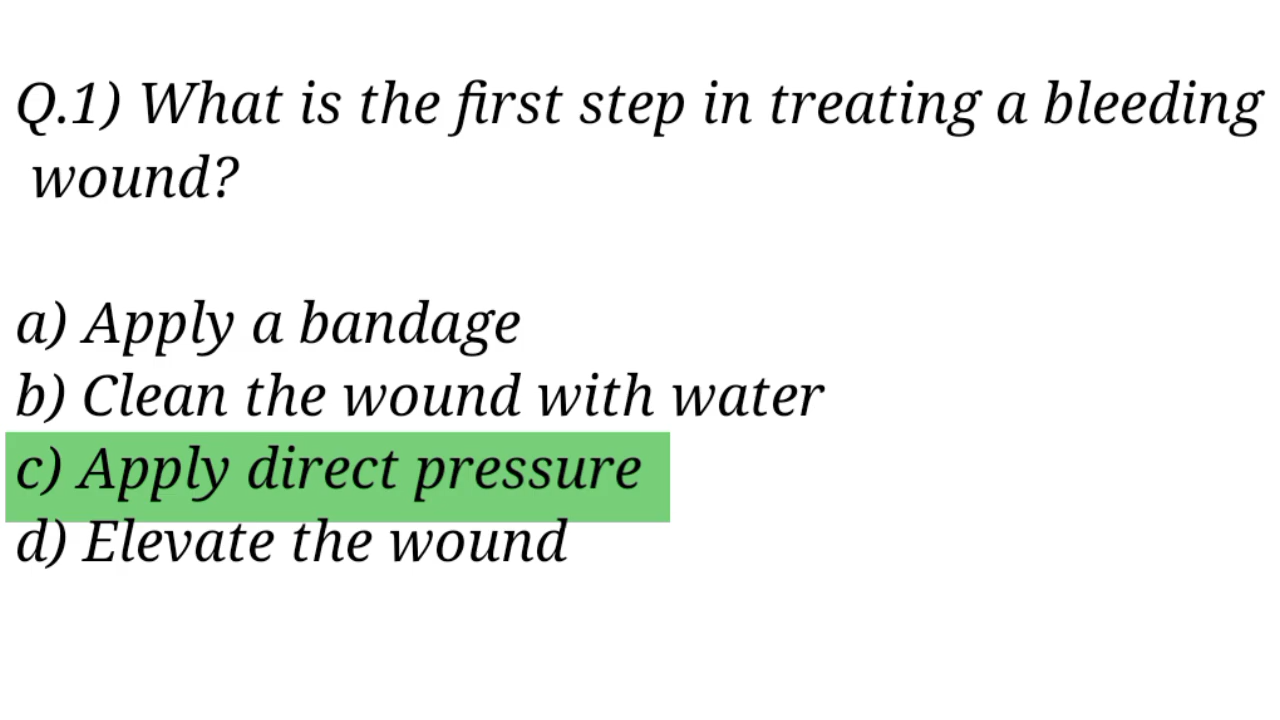 Q.1) What is the first step in treating a bleeding
wound?
a) Apply a bandage
b) Clean the wound with water
c) Apply direct pressure
d) Elevate the wound